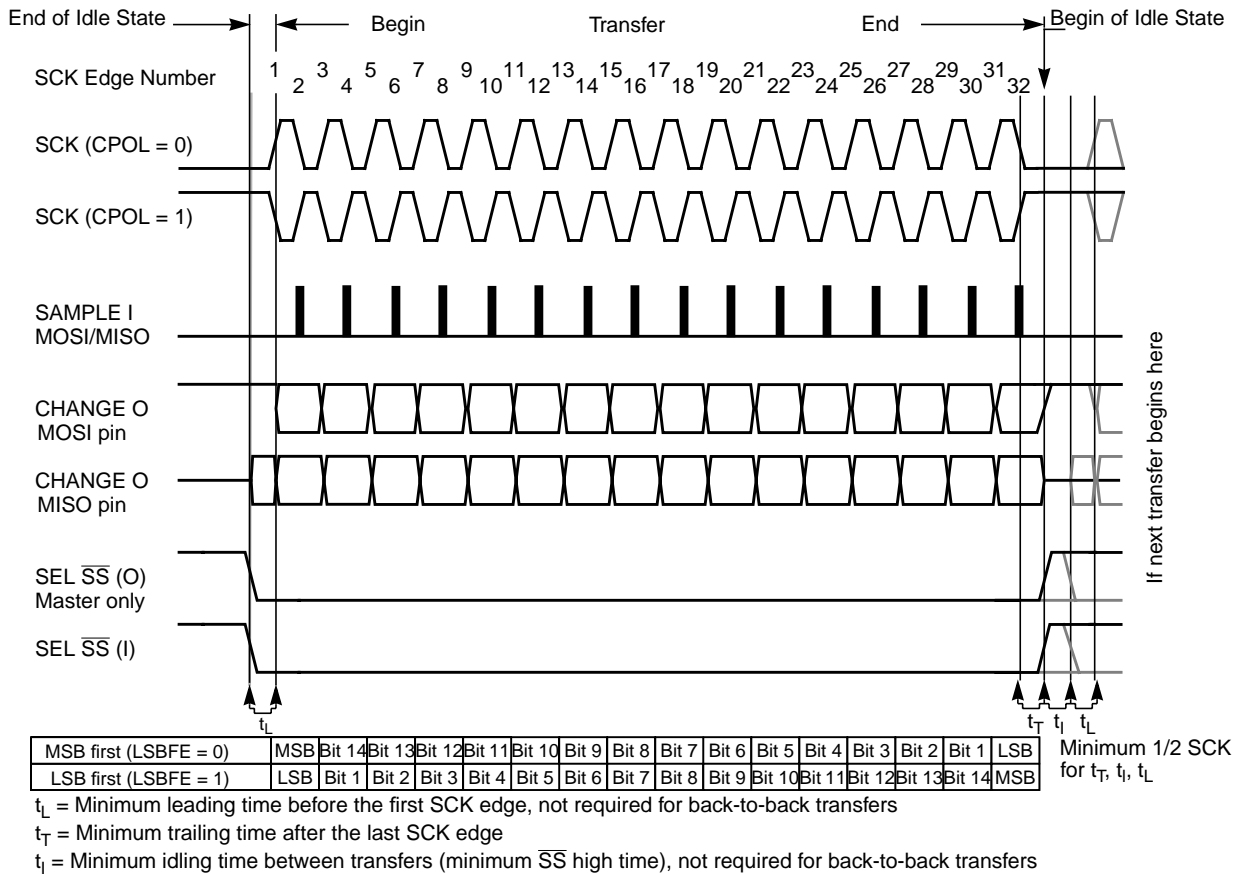 End of Idle State
Begin
Transfer
End
Begin of Idle State
SCK Edge Number
1 3 5 7 9 11 13 15 17 19 21 23 25 27 29 31
2 4 6 8 10 12 14 16 18 20 22 24 26 28 30 32
SCK (CPOL = 0)
SCK (CPOL = 1)
SAMPLE I
MOSI/MISO
CHANGE O
MOSI pin
CHANGE O
MISO pin
SEL SS (O)
Master only
SEL SS (I)
If next transfer begins here
tL
tT tI tL
MSB first (LSBFE = 0) MSB Bit 14 Bit 13 Bit 12 Bit 11 Bit 10 Bit 9 Bit 8 Bit 7 Bit 6 Bit 5 Bit 4 Bit 3 Bit 2 Bit 1 LSB
LSB first (LSBFE = 1) LSB Bit 1 Bit 2 Bit 3 Bit 4 Bit 5 Bit 6 Bit 7 Bit 8 Bit 9 Bit 10 Bit 11 Bit 12 Bit 13 Bit 14 MSB
Minimum 1/2 SCK
for tT, tI, tL
tL = Minimum leading time before the first SCK edge, not required for back-to-back transfers
tT = Minimum trailing time after the last SCK edge
tI = Minimum idling time between transfers (minimum SS high time), not required for back-to-back transfers